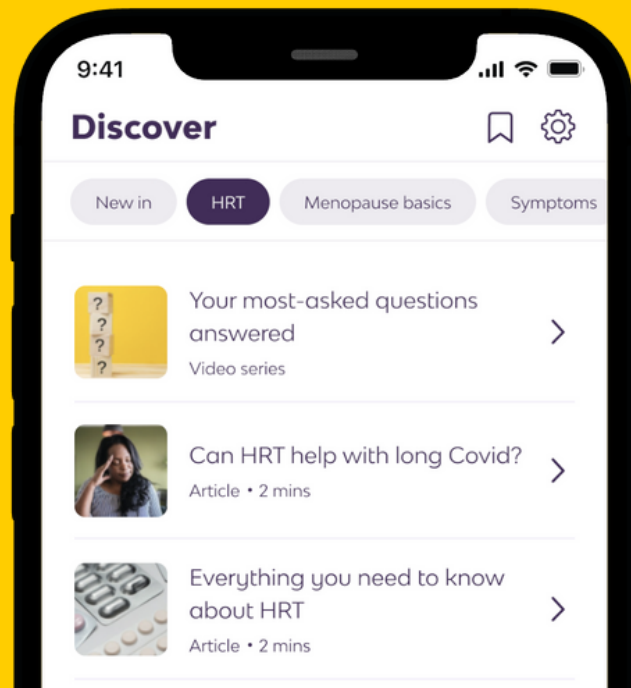 9:41
Discover
New in
HRT
Menopause basics
Symptoms
?
?
?
?
Your most-asked questions
answered
Video series
Can HRT help with long Covid?
Article • 2 mins
Everything you need to know
about HRT
Article • 2 mins